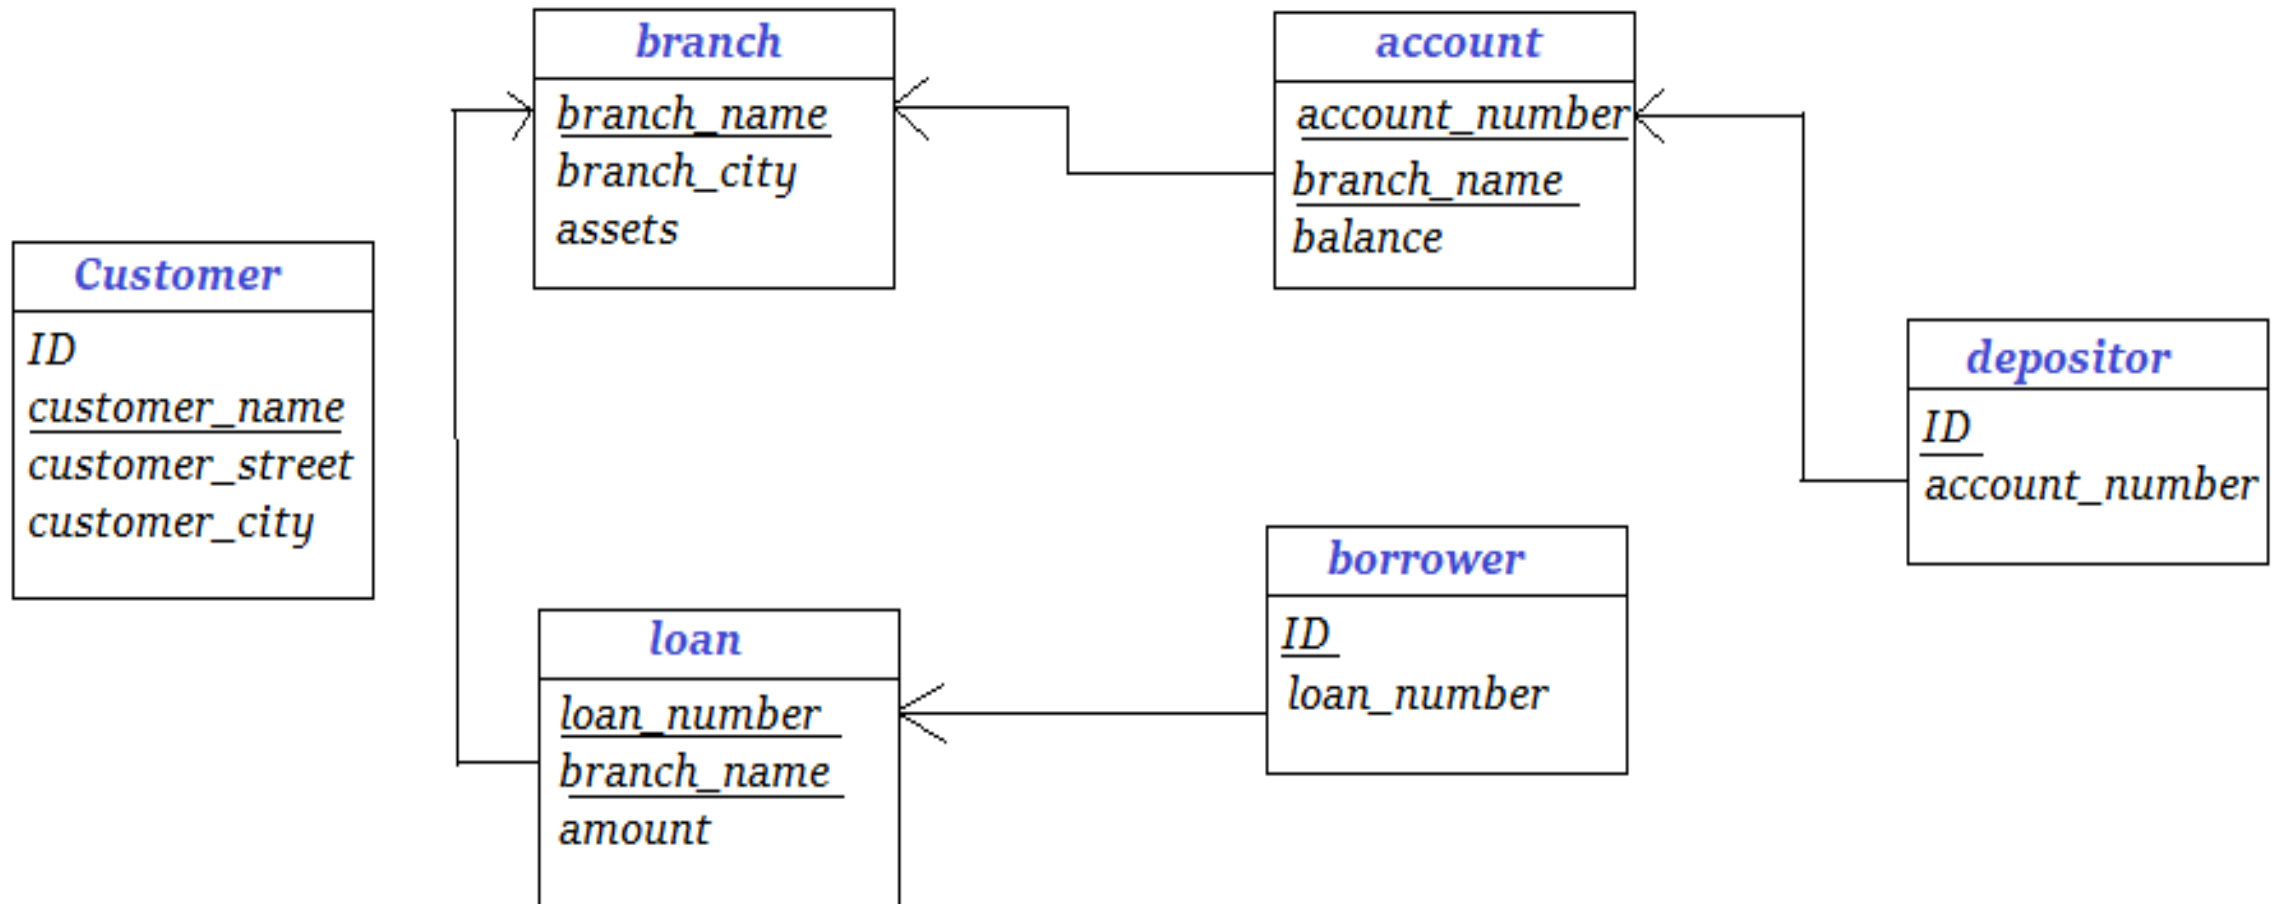 branch
branch_name
branch_city
assets
account
account_number
branch_name
balance
Customer
ID
customer_name
customer_street
customer_city
depositor
ID
account_number
loan
loan_number
branch_name
amount
borrower
ID
loan_number